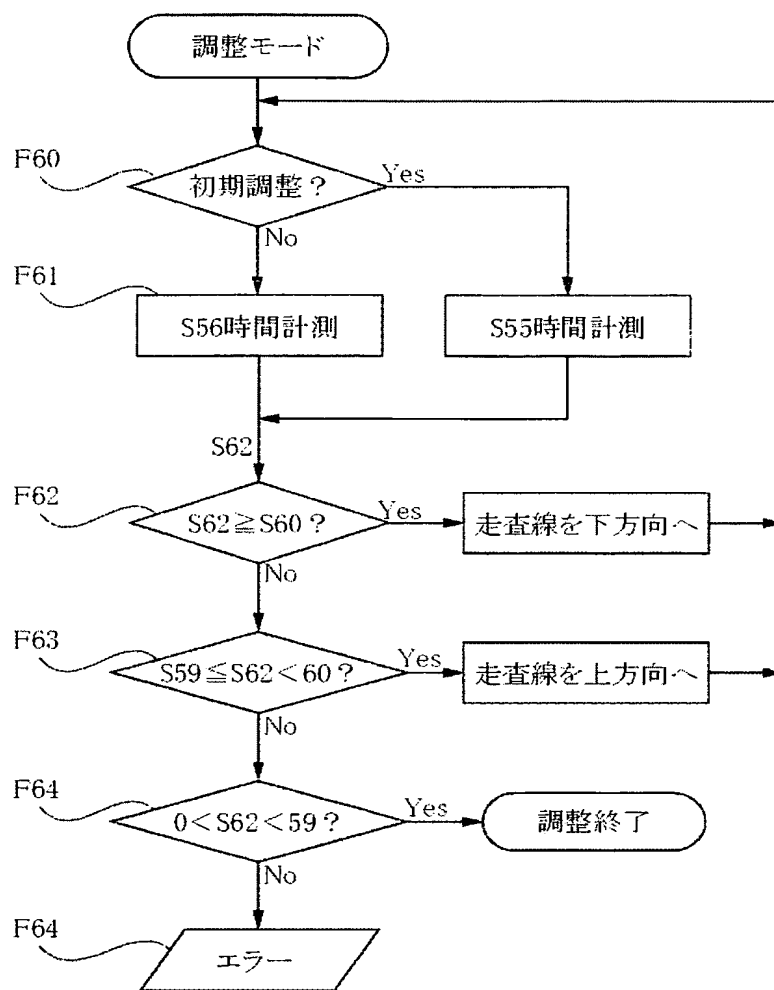 調整モード
F60
初期調整？
Yes
No
F61
S56時間計測
S55時間計測
S62
F62
S62≧S60？
Yes
走査線を下方向へ
No
F63
S59≦S62<60？
Yes
走査線を上方向へ
No
F64
0<S62<59？
Yes
調整終了
No
F64
エラー